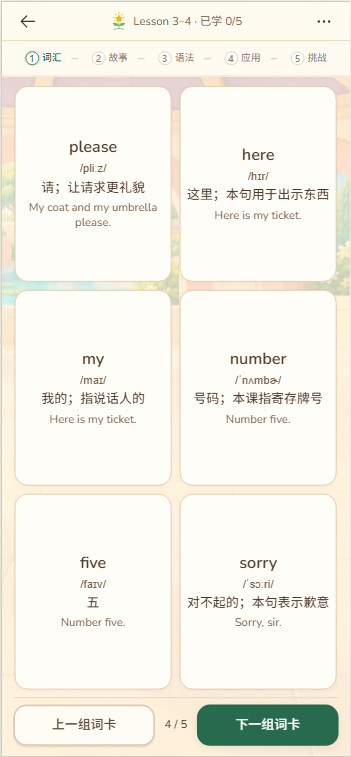 Lesson 3–4 · 已学 0/5
1 词汇 – 2 故事 – 3 语法 – 4 应用 – 5 挑战
please
/pliːz/
请；让请求更礼貌
My coat and my umbrella
please.
here
/hɪr/
这里；本句用于出示东西
Here is my ticket.
my
/maɪ/
我的；指说话人的
Here is my ticket.
number
/ˈnʌmbɚ/
号码；本课指寄存牌号
Number five.
five
/faɪv/
五
Number five.
sorry
/ˈsɔːri/
对不起的；本句表示歉意
Sorry, sir.
上一组词卡
4 / 5
下一组词卡